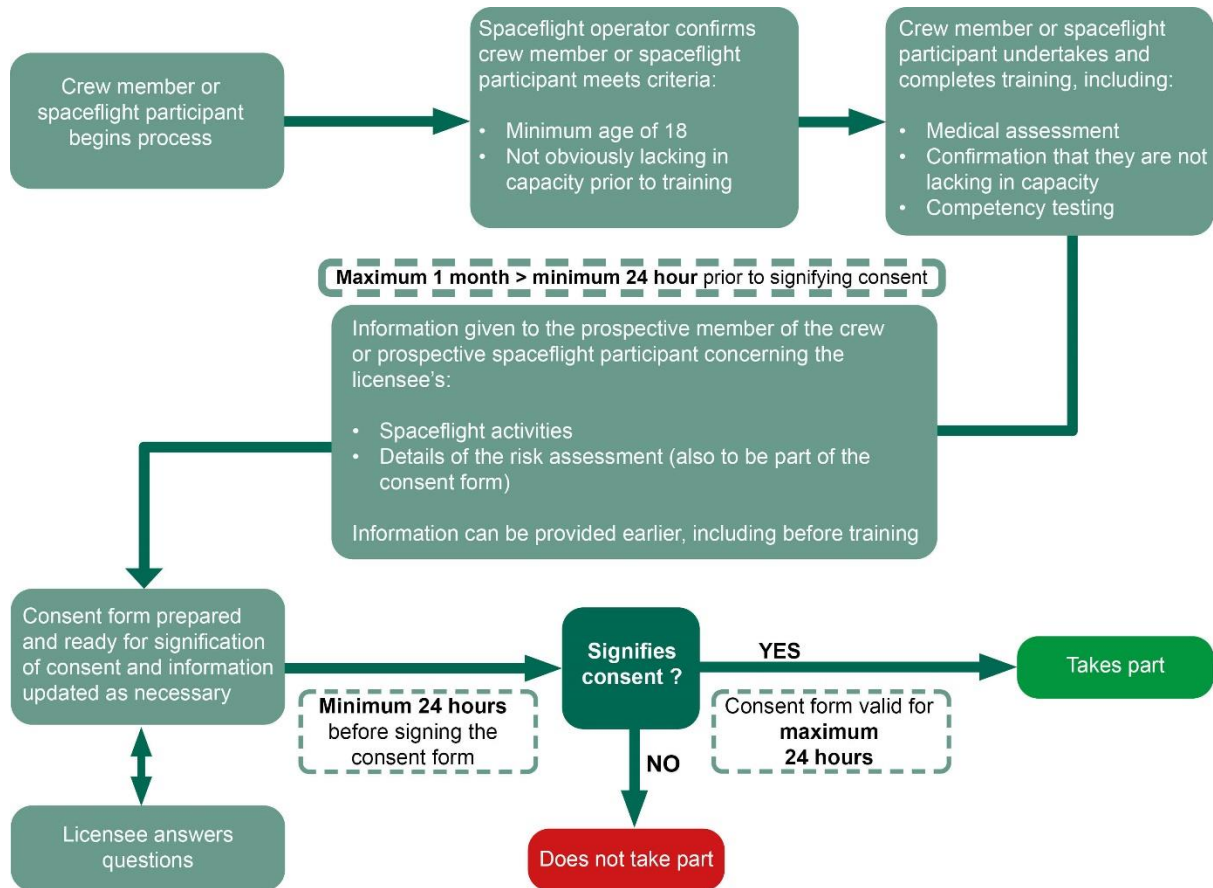 Crew member or
spaceflight participant
begins process
Spaceflight operator confirms
crew member or spaceflight
participant meets criteria:
• Minimum age of 18
• Not obviously lacking in
capacity prior to training
Crew member or spaceflight
participant undertakes and
completes training, including:
• Medical assessment
• Confirmation that they are not
lacking in capacity
• Competency testing
Maximum 1 month > minimum 24 hour prior to signifying consent
Information given to the prospective member of the crew
or prospective spaceflight participant concerning the
licensee's:
• Spaceflight activities
• Details of the risk assessment (also to be part of the
consent form)
Information can be provided earlier, including before training
Consent form prepared
and ready for signification
of consent and information
updated as necessary
Minimum 24 hours
before signing the
consent form
Signifies
consent ?
YES
Consent form valid for
maximum
24 hours
Takes part
NO
Licensee answers
questions
Does not take part